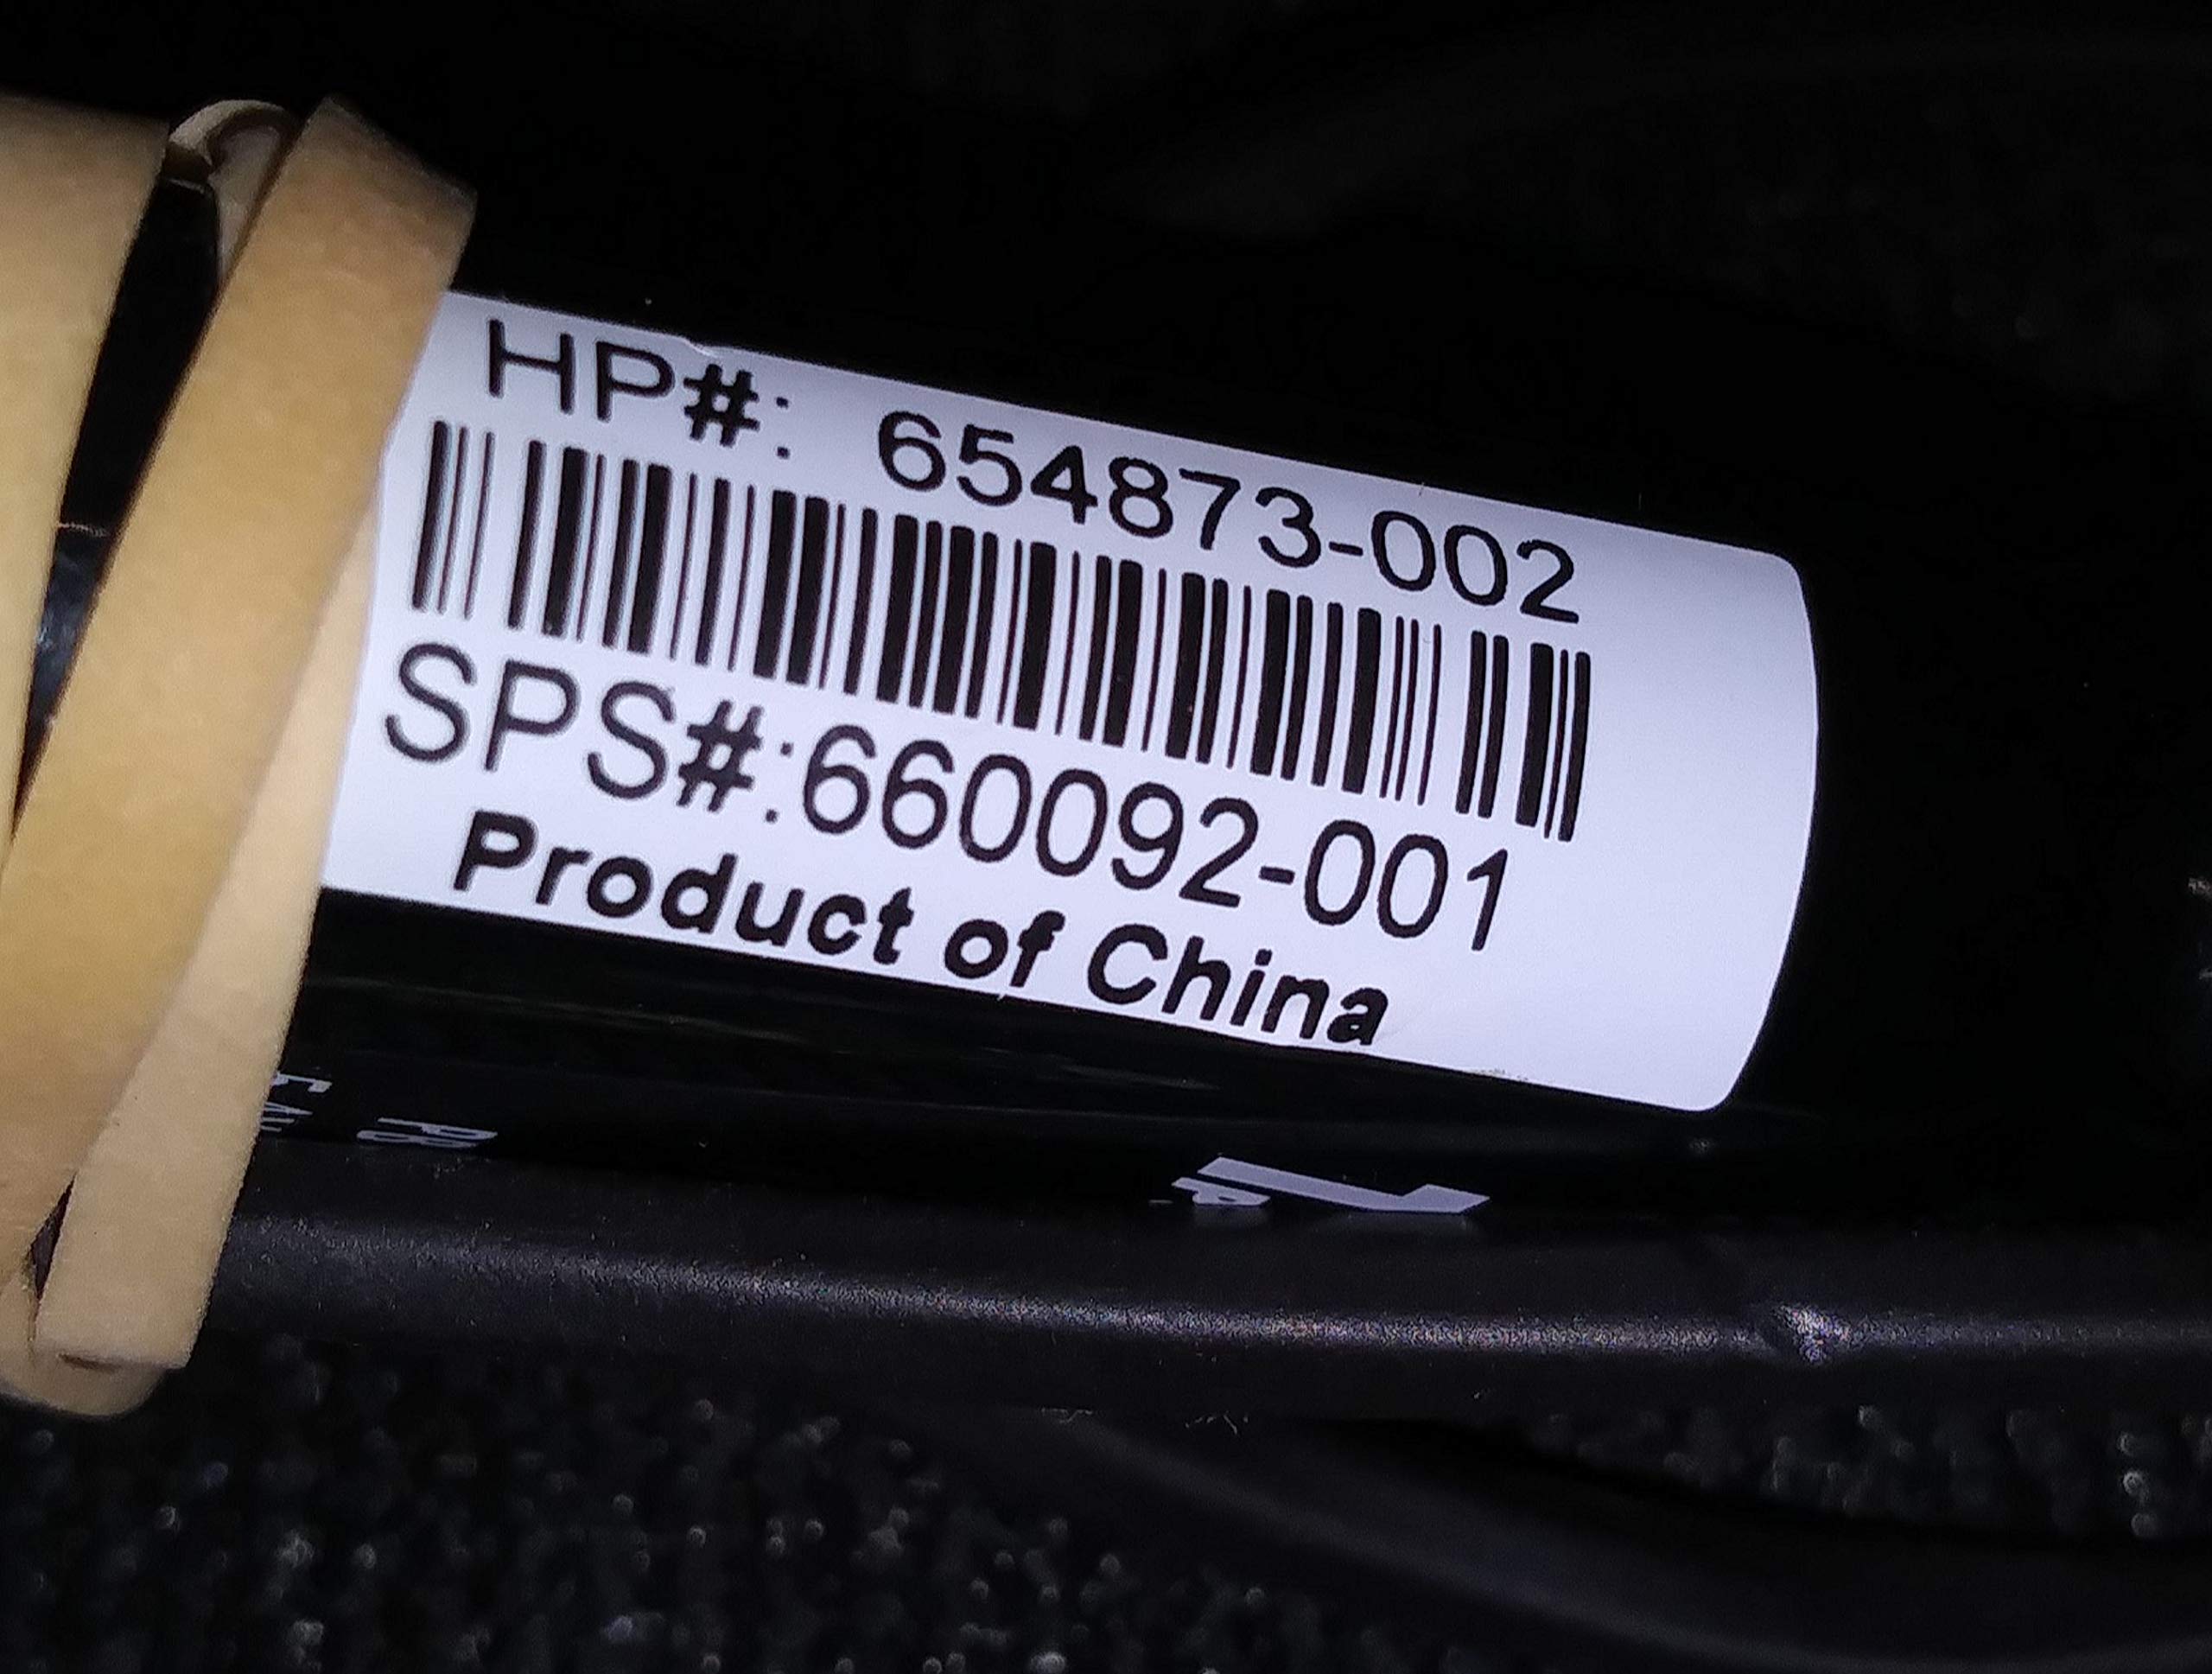 HP#: 654873-002
SPS#:660092-001
Product of China